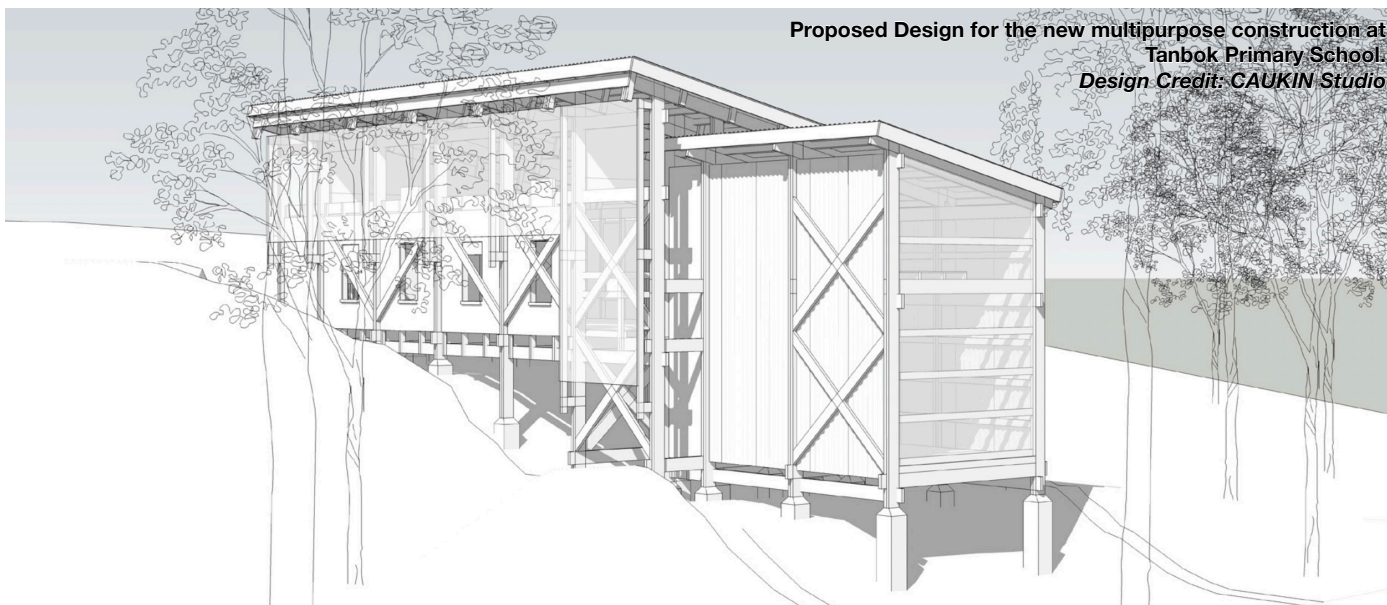 Proposed Design for the new multipurpose construction at
Tanbok Primary School.
Design Credit: CAUKIN Studio